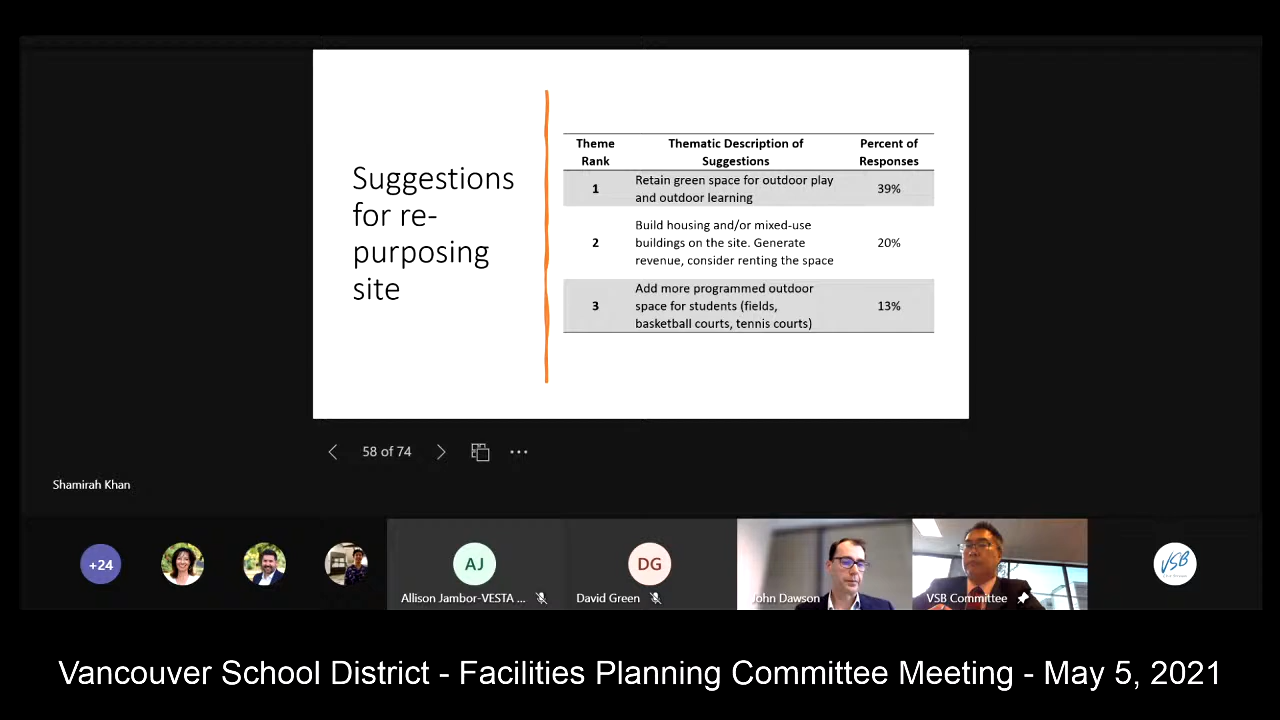 Suggestions
for re-
purposing
site
Theme
Rank
Thematic Description of
Suggestions
Percent of
Responses
1
Retain green space for outdoor play
and outdoor learning
39%
2
Build housing and/or mixed-use
buildings on the site. Generate
revenue, consider renting the space
20%
3
Add more programmed outdoor
space for students (fields,
basketball courts, tennis courts)
13%
58 of 74
Shamirah Khan
+24
AJ
Allison Jambor-VESTA ...
DG
David Green
John Dawson
VSB Committee
VSB
Vancouver School District - Facilities Planning Committee Meeting - May 5, 2021